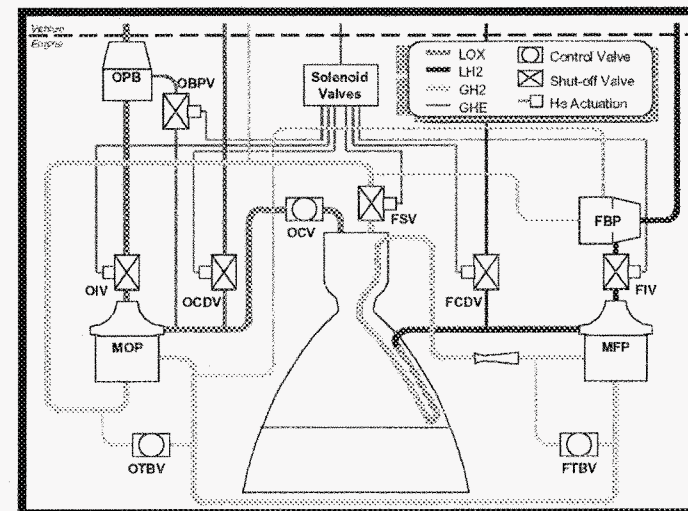 Vehicle
Engine
OPB
OBPV
Solenoid
Valves
LOX
LH2
GH2
GHE
Control Valve
Shut-off Valve
He Actuation
OCV
FSV
FBP
OIV
OCDV
FCDV
FIV
MOP
MFP
OTBV
FTBV